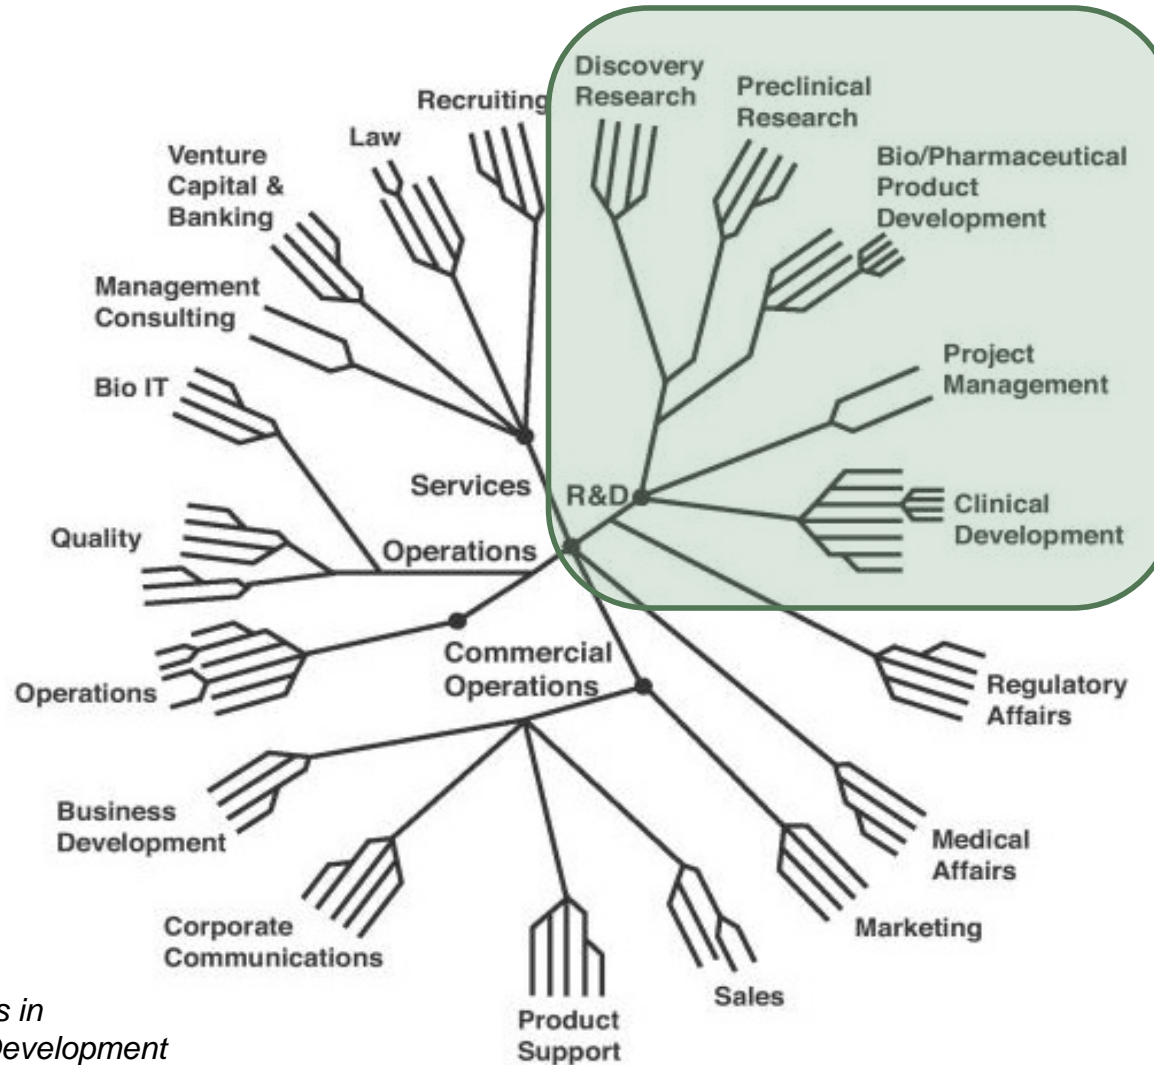 Discovery
Research
Preclinical
Research
Recruiting
Law
Venture
Capital &
Banking
Bio/Pharmaceutical
Product
Development
Management
Consulting
Project
Management
Bio IT
Services
R&D
Clinical
Development
Quality
Operations
Commercial
Operations
Operations
Regulatory
Affairs
Business
Development
Medical
Affairs
Corporate
Communications
Marketing
Sales
Product
Support
s in
Development